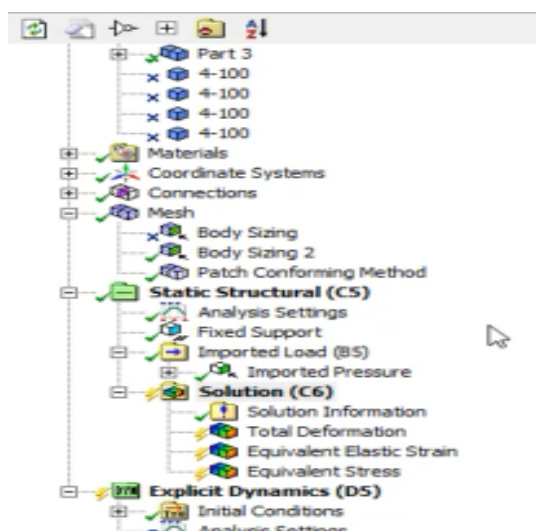 Part 3
4-100
4-100
4-100
4-100
Materials
Coordinate Systems
Connections
Mesh
Body Sizing
Body Sizing 2
Patch Conforming Method
Static Structural (C5)
Analysis Settings
Fixed Support
Imported Load (B5)
Imported Pressure
Solution (C6)
Solution Information
Total Deformation
Equivalent Elastic Strain
Equivalent Stress
Explicit Dynamics (D5)
Initial Conditions
Analysis Settings